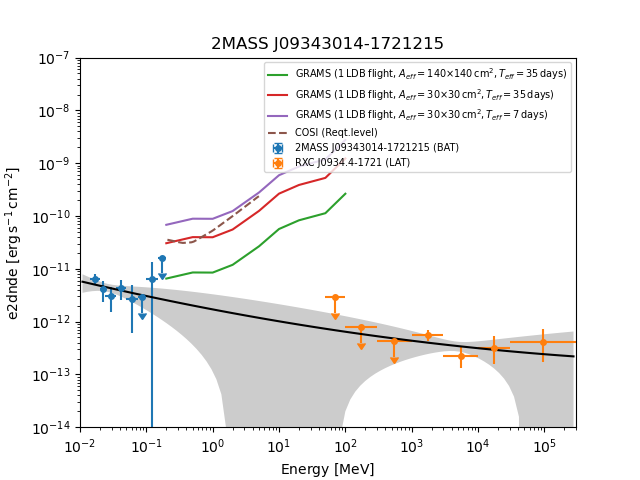 2MASS J09343014-1721215
GRAMS (1 LDB flight, A_eff = 140×140 cm², T_eff = 35 days)
GRAMS (1 LDB flight, A_eff = 30×30 cm², T_eff = 35 days)
GRAMS (1 LDB flight, A_eff = 30×30 cm², T_eff = 7 days)
COSI (Reqt.level)
2MASS J09343014-1721215 (BAT)
RXC J0934.4-1721 (LAT)
e2dnde [erg s⁻¹ cm⁻²]
10⁻⁷
10⁻⁸
10⁻⁹
10⁻¹⁰
10⁻¹¹
10⁻¹²
10⁻¹³
10⁻¹⁴
10⁻² 10⁻¹ 10⁰ 10¹ 10² 10³ 10⁴ 10⁵
Energy [MeV]